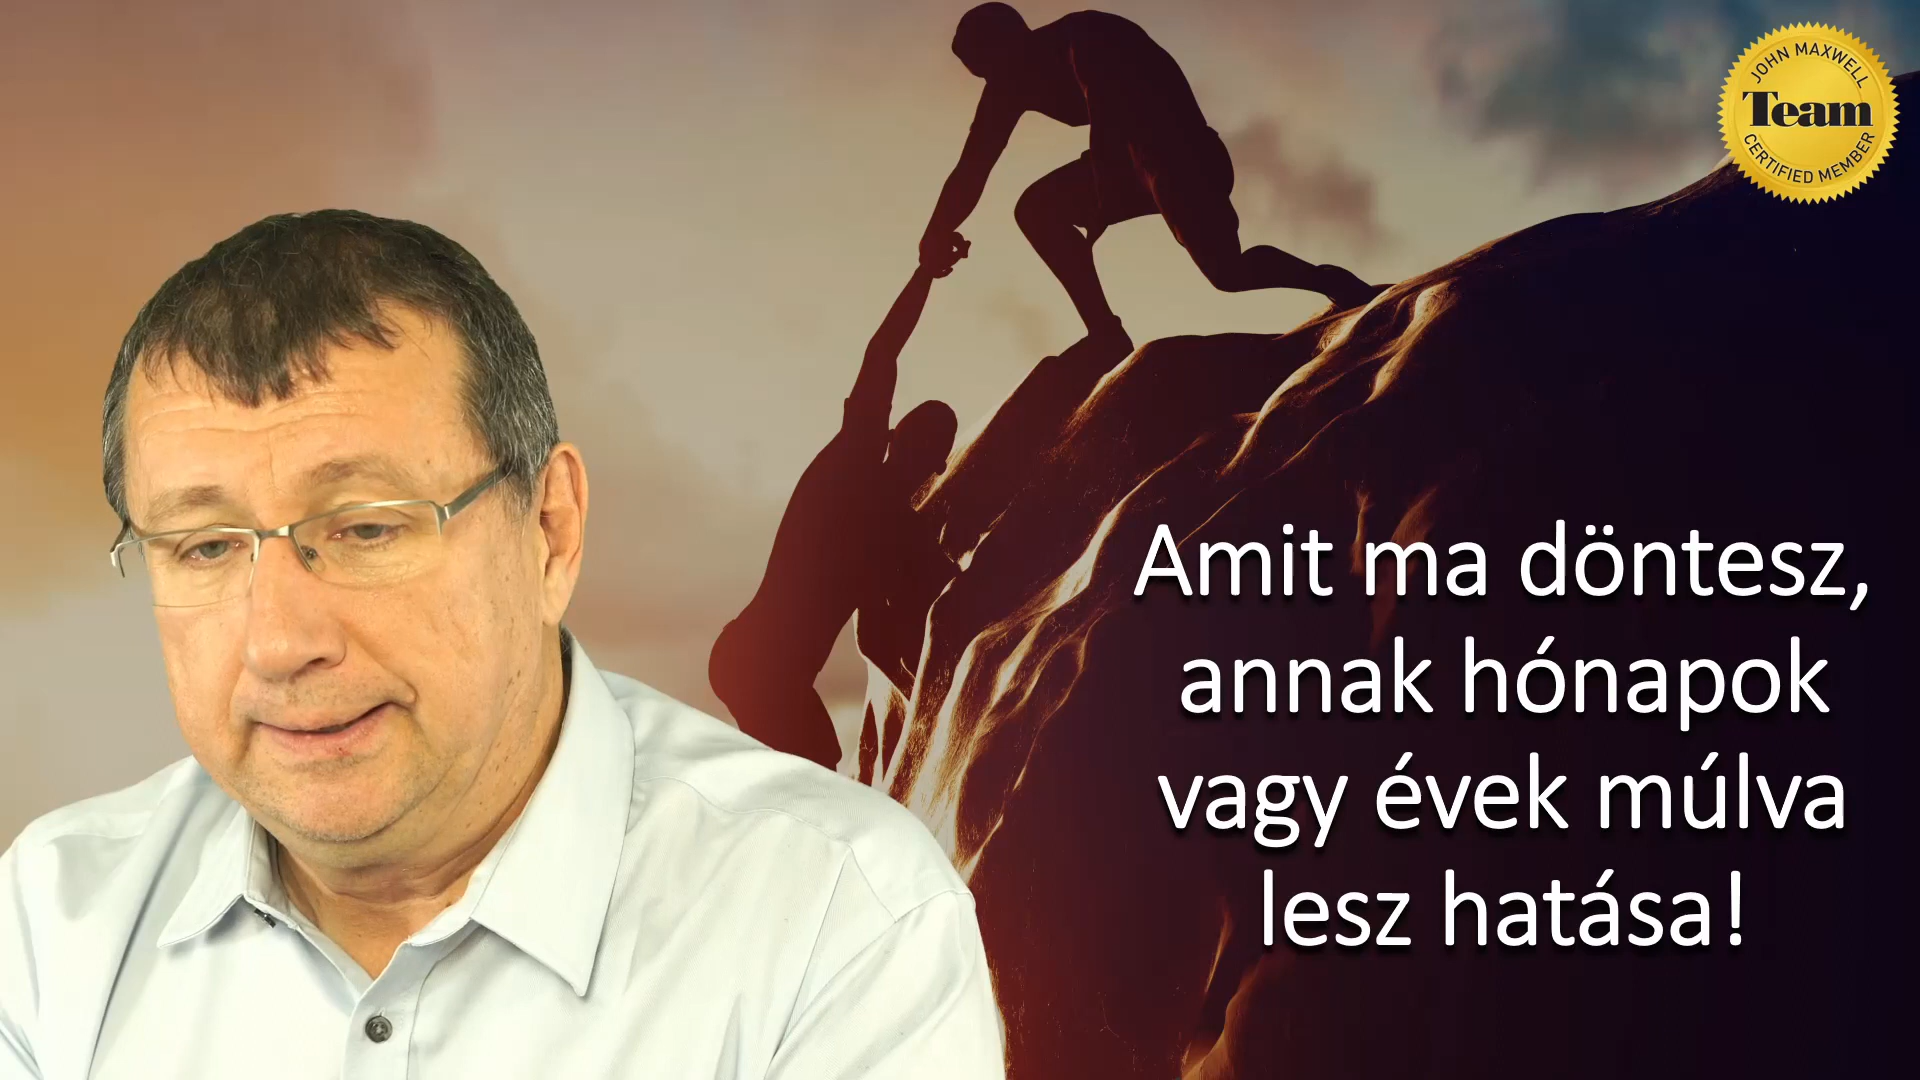 JOHN MAXWELL
Team
CERTIFIED MEMBER
Amit ma döntesz,
annak hónapok
vagy évek múlva
lesz hatása!